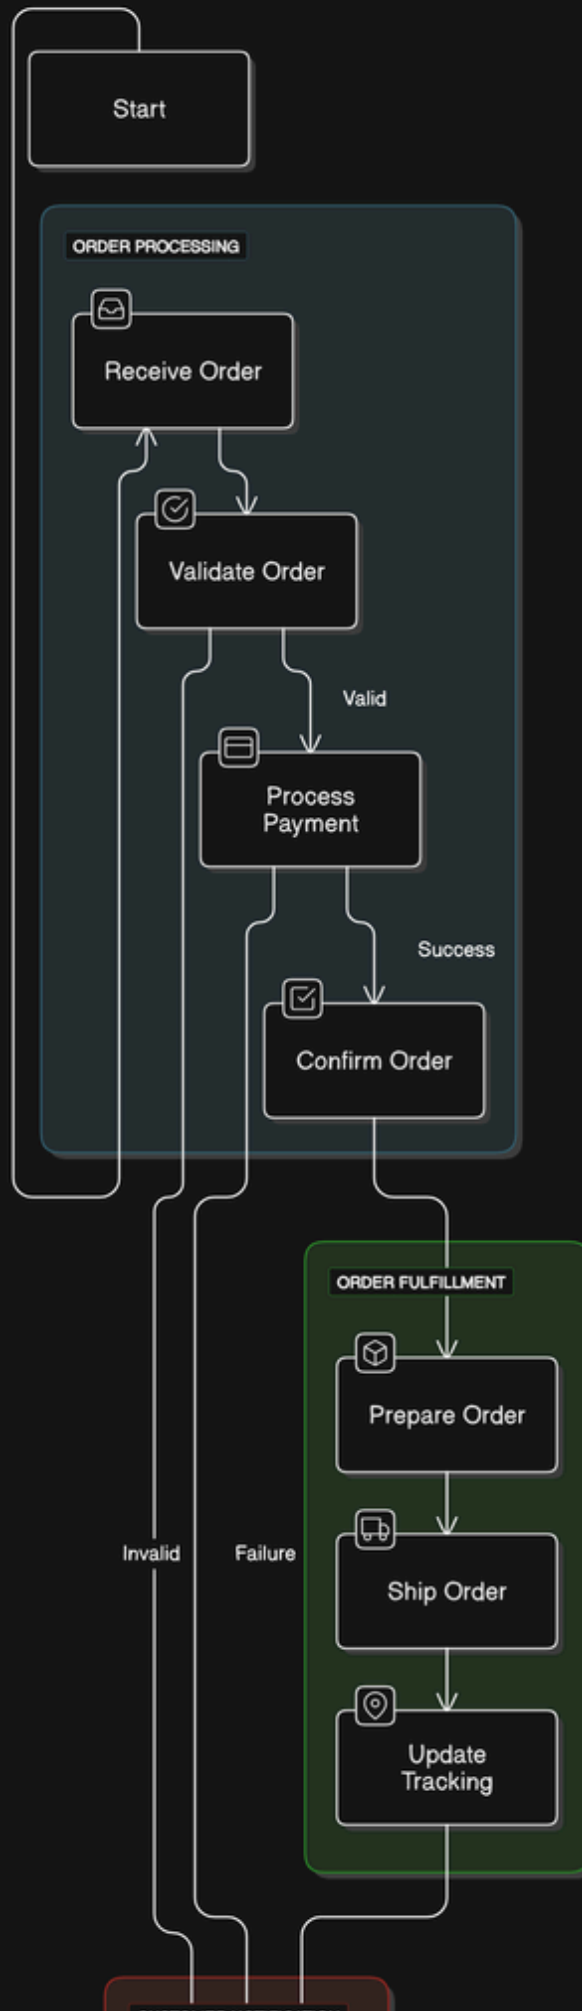 Start
ORDER PROCESSING
Receive Order
Validate Order
Valid
Process
Payment
Success
Confirm Order
ORDER FULFILLMENT
Prepare Order
Invalid
Failure
Ship Order
Update
Tracking